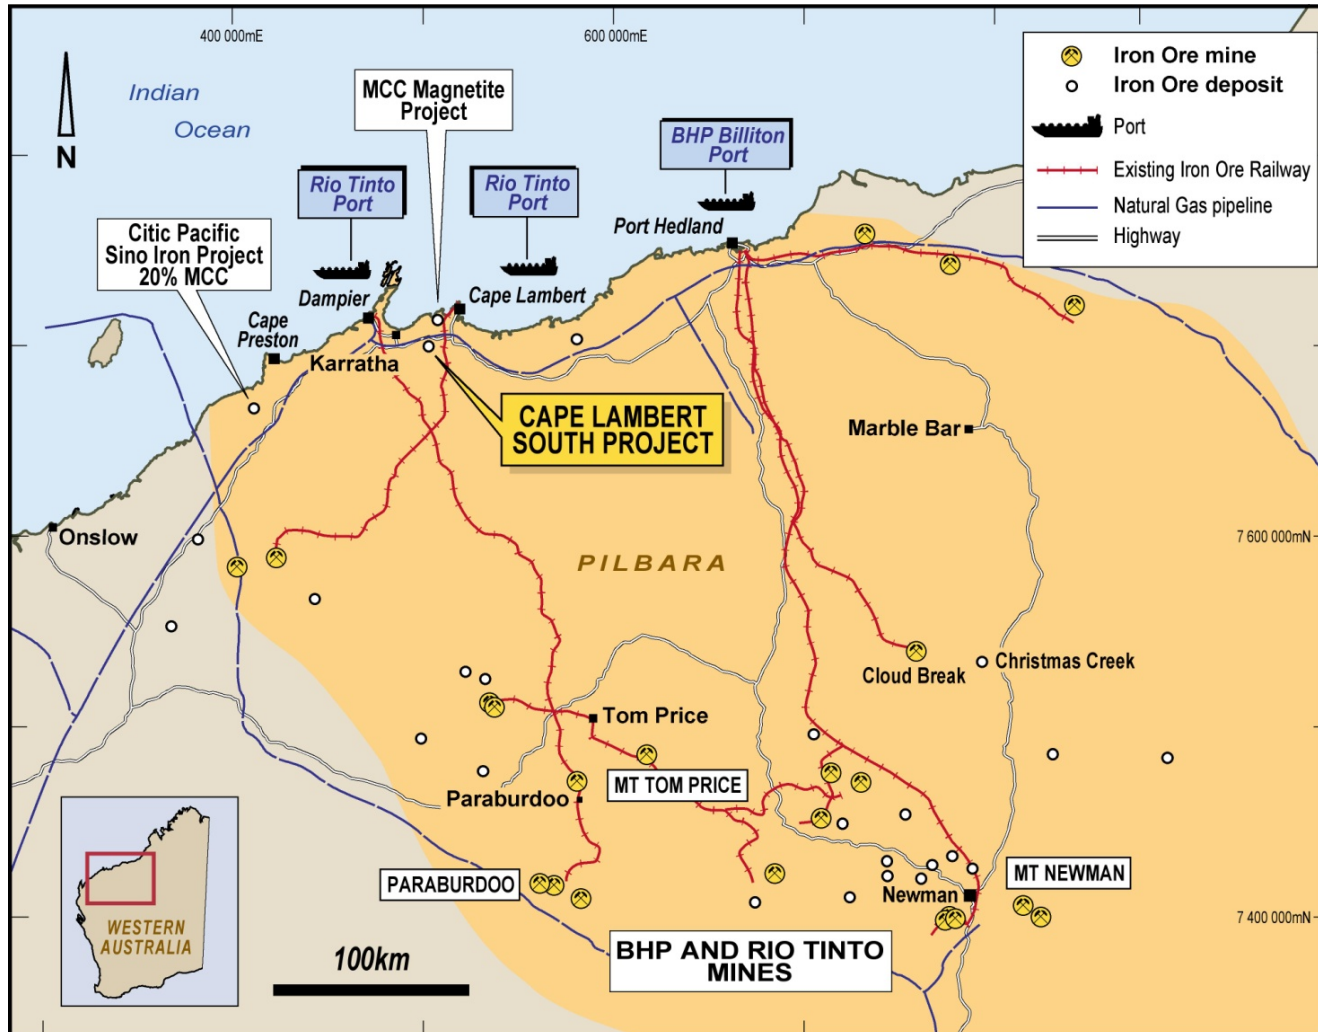 400 000mE
600 000mE
Indian
Ocean
N
MCC Magnetite
Project
Rio Tinto
Port
Rio Tinto
Port
BHP Billiton
Port
Iron Ore mine
Iron Ore deposit
Port
Existing Iron Ore Railway
Natural Gas pipeline
Highway
Citic Pacific
Sino Iron Project
20% MCC
Port Hedland
Dampier
Cape Lambert
Cape
Preston
Karratha
CAPE LAMBERT
SOUTH PROJECT
Marble Bar
Onslow
PILBARA
7 600 000mN
Cloud Break
Christmas Creek
Tom Price
MT TOM PRICE
Paraburdoo
PARABURDOO
MT NEWMAN
Newman
7 400 000mN
WESTERN
AUSTRALIA
100km
BHP AND RIO TINTO
MINES